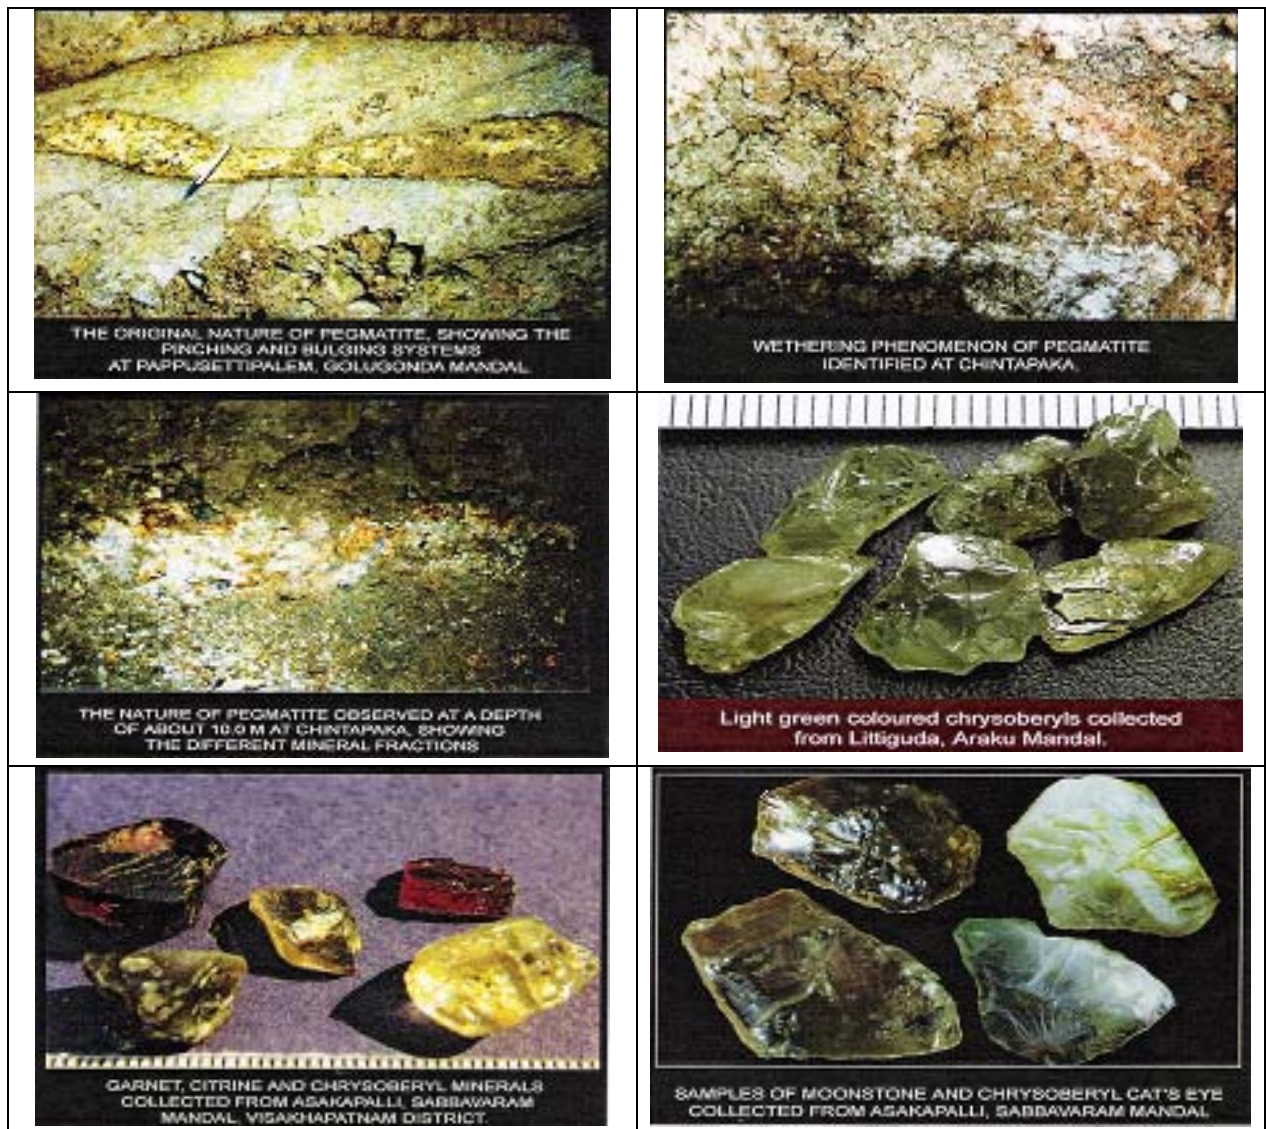 THE ORIGINAL NATURE OF PEGMATITE, SHOWING THE
PINCHING AND BULGING SYSTEMS
AT PAPPUSETTIPALEM, GOLUGONDA MANDAL
WETHERING PHENOMENON OF PEGMATITE
IDENTIFIED AT CHINTAPAKA.
THE NATURE OF PEGMATITE OBSERVED AT A DEPTH
OF ABOUT 10.0 M AT CHINTAPAKA, SHOWING
THE DIFFERENT MINERAL FRACTIONS
Light green coloured chrysoberyls collected
from Littiguda, Araku Mandal.
GARNET, CITRINE AND CHRYSOBERYL MINERALS
COLLECTED FROM ASAKAPALLI, SABBAVARAM
MANDAL, VISAKHAPATNAM DISTRICT.
SAMPLES OF MOONSTONE AND CHRYSOBERYL CAT'S EYE
COLLECTED FROM ASAKAPALLI, SABBAVARAM MANDAL